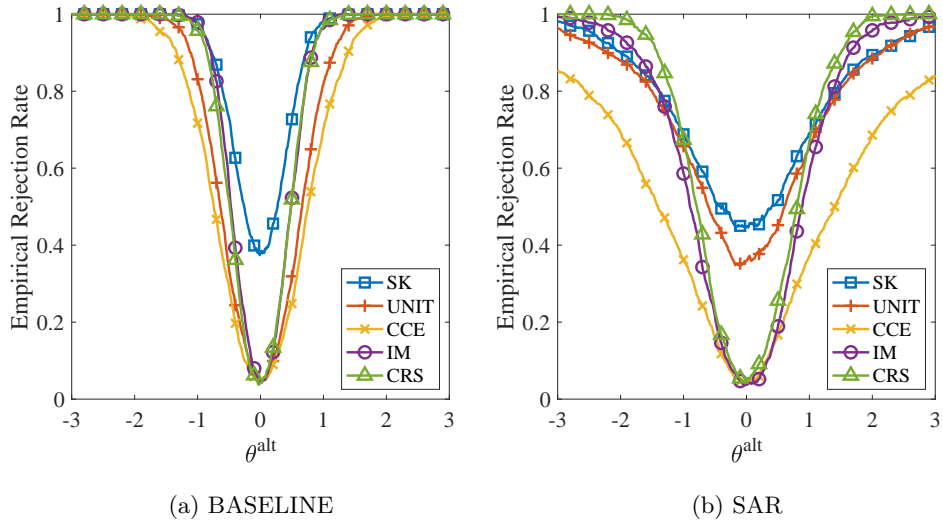 1
0.8
0.6
0.4
0.2
0
Empirical Rejection Rate
SK
UNIT
CCE
IM
CRS
-3 -2 -1 0 1 2 3
θ^alt
(a) BASELINE
1
0.8
0.6
0.4
0.2
0
Empirical Rejection Rate
SK
UNIT
CCE
IM
CRS
-3 -2 -1 0 1 2 3
θ^alt
(b) SAR